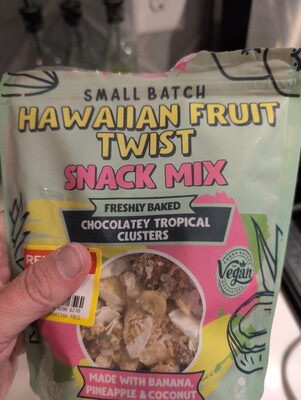 SMALL BATCH
HAWAIIAN FRUIT
TWIST
SNACK MIX
FRESHLY BAKED
CHOCOLATEY TROPICAL
CLUSTERS
Vegan
MADE WITH BANANA,
PINEAPPLE & COCONUT